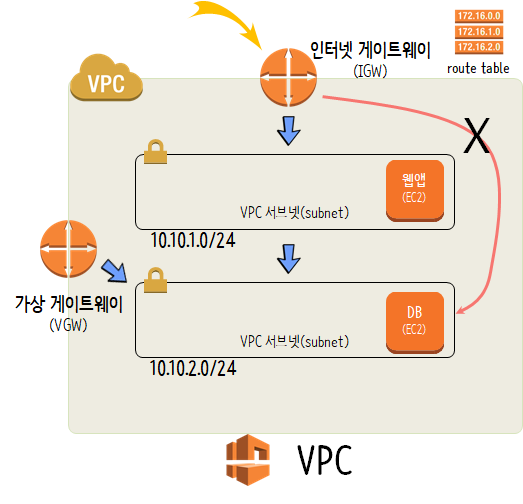 172.16.0.0
172.16.1.0
172.16.2.0
route table
인터넷 게이트웨이
(IGW)
VPC
웹앱
(EC2)
VPC 서브넷(subnet)
10.10.1.0/24
가상 게이트웨이
(VGW)
DB
(EC2)
VPC 서브넷(subnet)
10.10.2.0/24
VPC